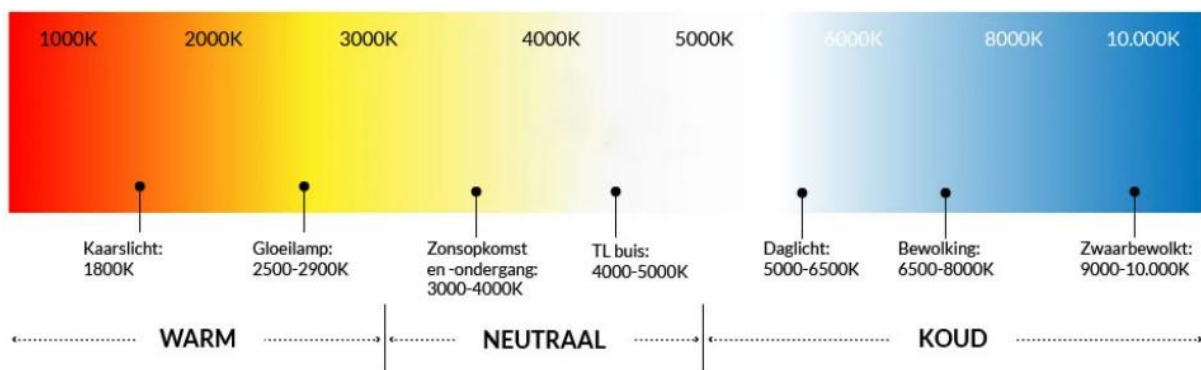 1000K 2000K 3000K 4000K 5000K 6000K 8000K 10.000K
Kaarslicht:
1800K
Gloeilamp:
2500-2900K
Zonsopkomst
en -ondergang:
3000-4000K
TL buis:
4000-5000K
Daglicht:
5000-6500K
Bewolking:
6500-8000K
Zwaarbewolkt:
9000-10.000K
WARM NEUTRAAL KOUD